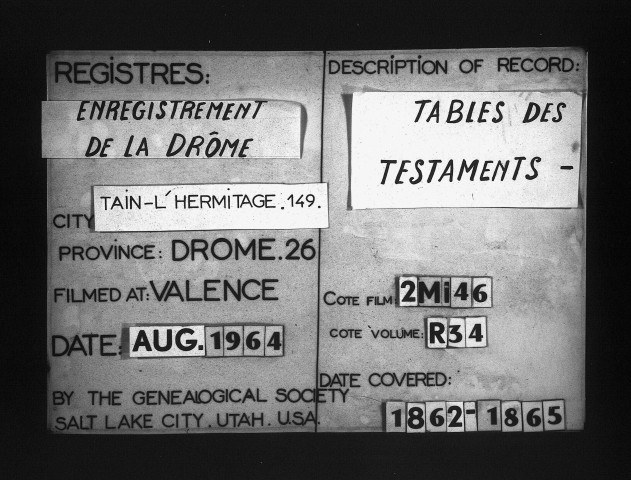 REGISTRES:
ENREGISTREMENT
DE LA DRÔME
CITY TAIN-L'HERMITAGE.149.
PROVINCE: DROME.26
FILMED AT: VALENCE
DATE: AUG. 1964
BY THE GENEALOGICAL SOCIETY
SALT LAKE CITY. UTAH. U.S.A.
DESCRIPTION OF RECORD:
TABLES DES
TESTAMENTS -
COTE FILM 2Mi46
COTE VOLUME: R34
DATE COVERED:
1862-1865